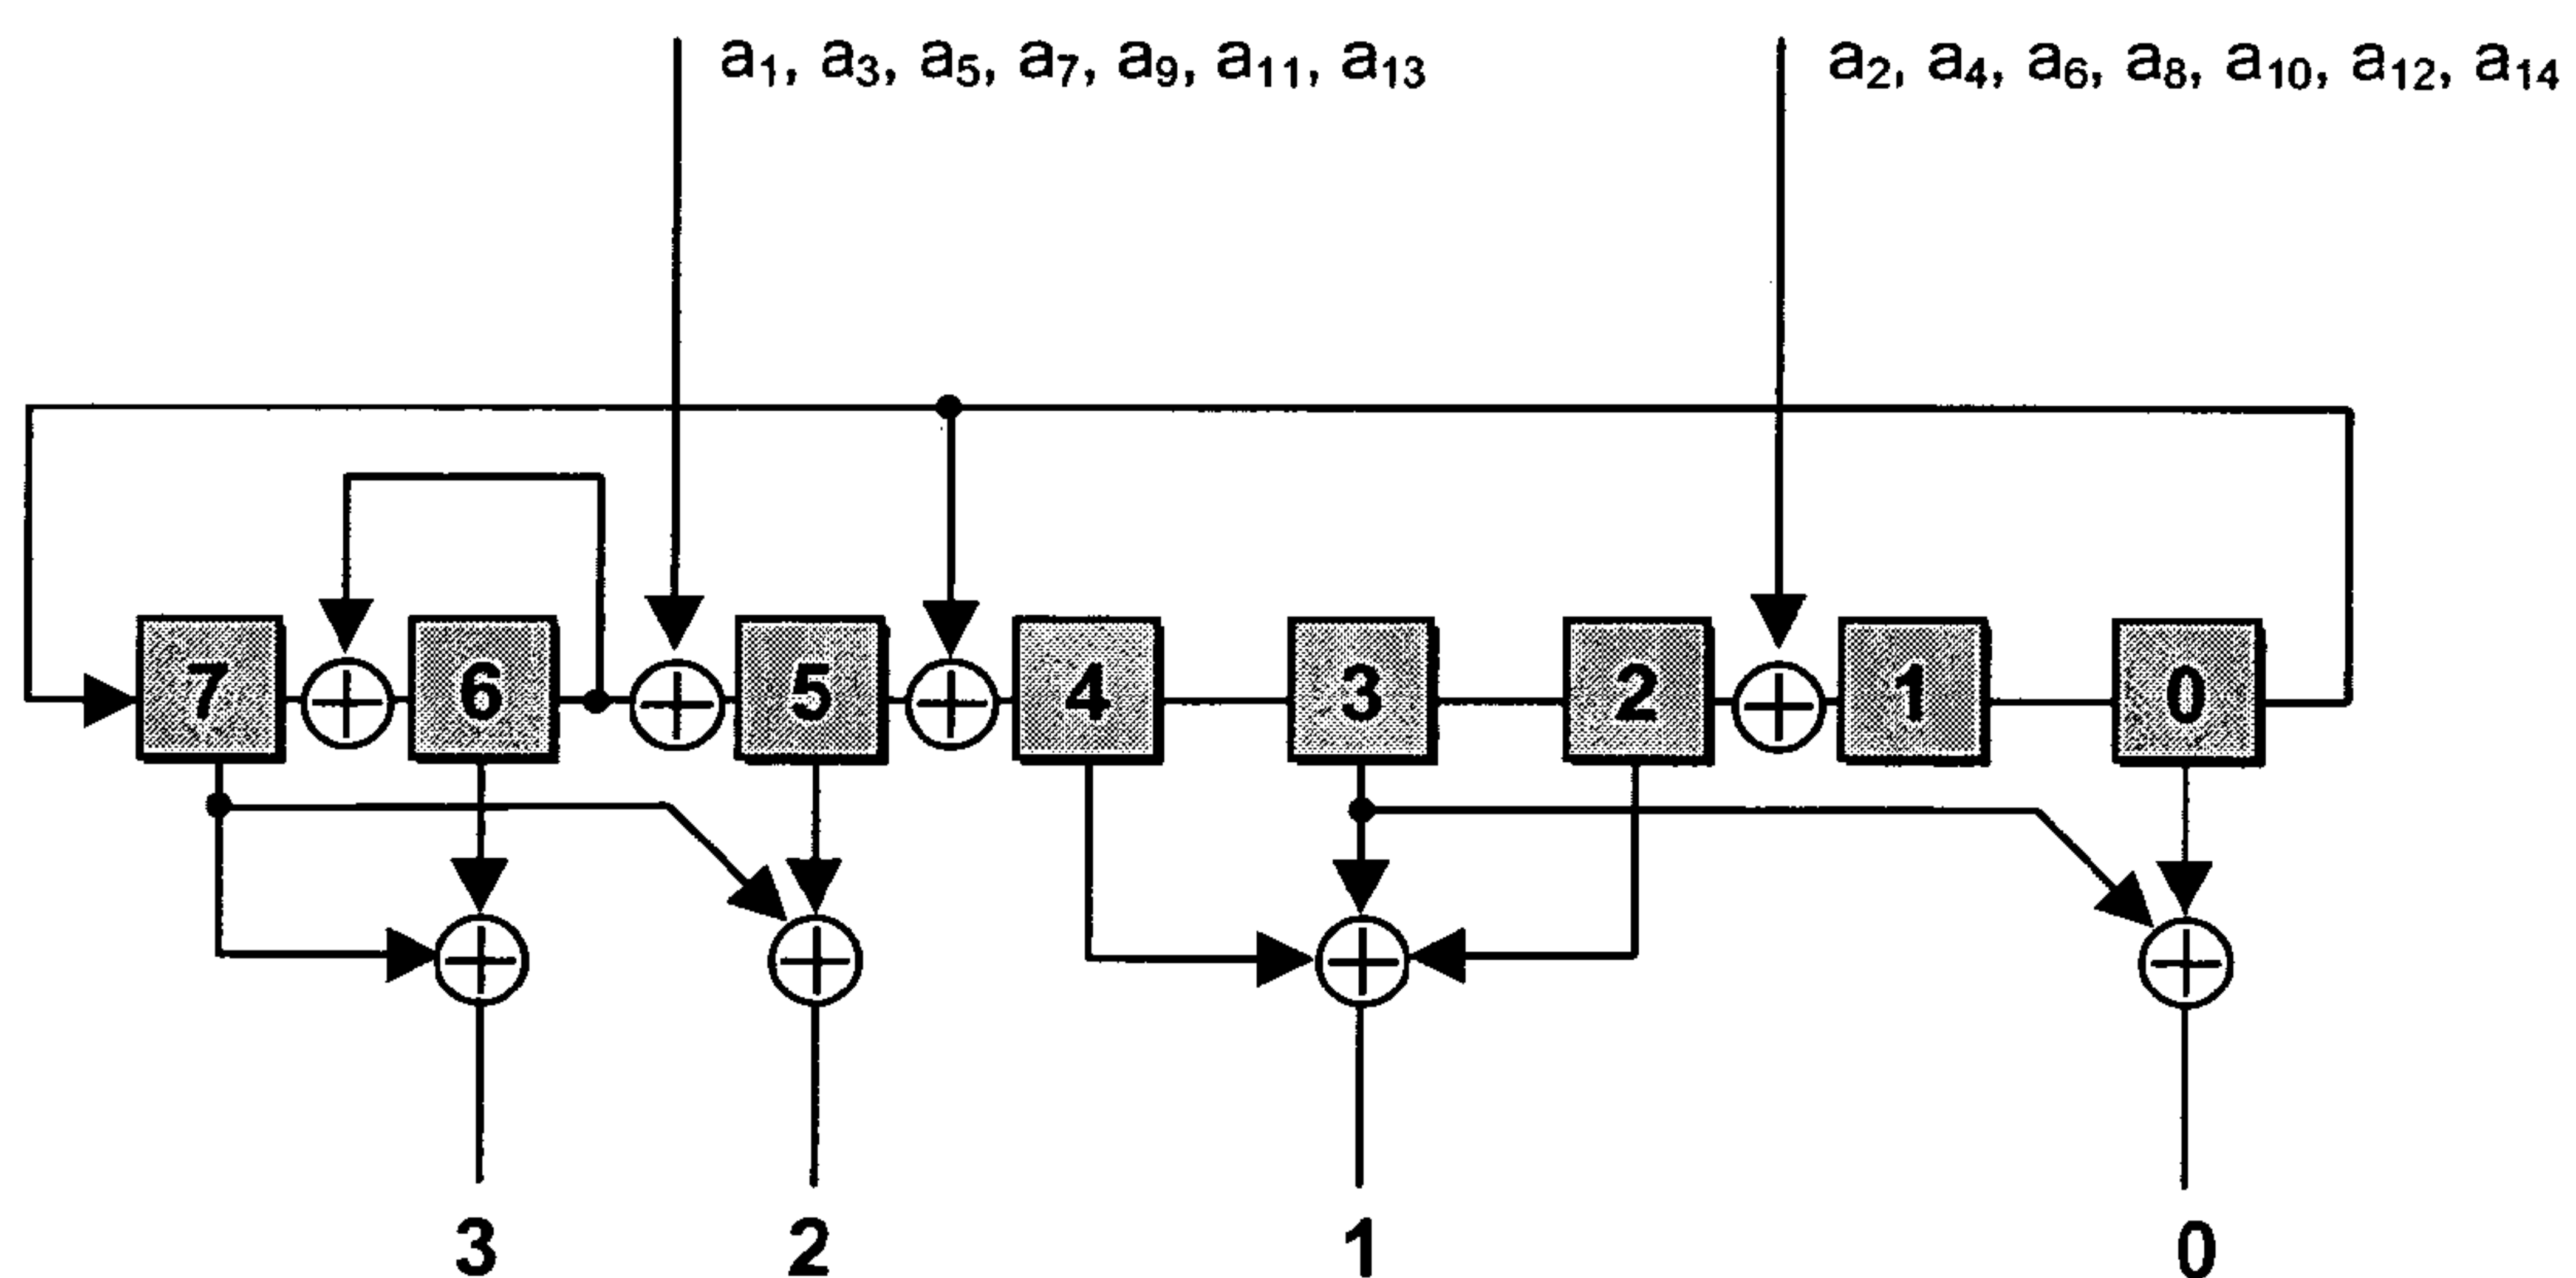 a₁, a₃, a₅, a₇, a₉, a₁₁, a₁₃
a₂, a₄, a₆, a₈, a₁₀, a₁₂, a₁₄
7 6 5 4 3 2 1 0
3 2 1 0